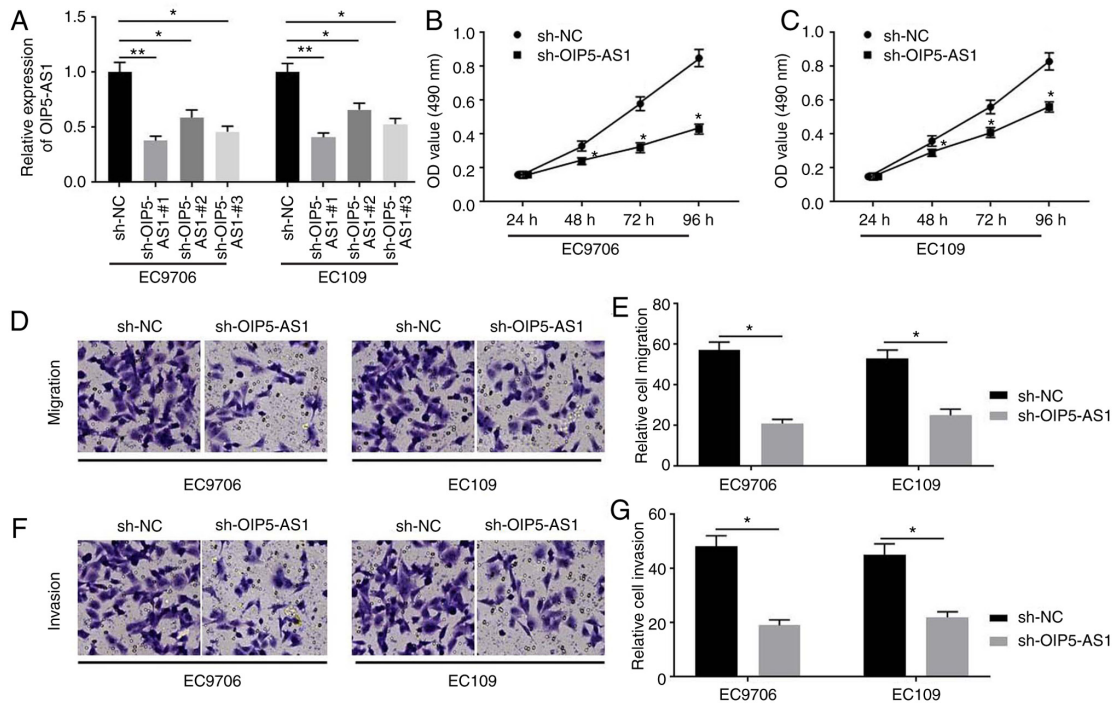 A
Relative expression
of OIP5-AS1
1.5
1.0
0.5
0.0
*
*
**
*
*
**
sh-NC
sh-OIP5-
AS1-#1
sh-OIP5-
AS1-#2
sh-OIP5-
AS1-#3
sh-NC
sh-OIP5-
AS1-#1
sh-OIP5-
AS1-#2
sh-OIP5-
AS1-#3
EC9706
EC109
B
OD value (490 nm)
1.0
0.8
0.6
0.4
0.2
0.0
sh-NC
sh-OIP5-AS1
*
*
*
24 h
48 h
72 h
96 h
EC9706
C
OD value (490 nm)
1.0
0.8
0.6
0.4
0.2
0.0
sh-NC
sh-OIP5-AS1
*
*
*
24 h
48 h
72 h
96 h
EC109
D
Migration
sh-NC
sh-OIP5-AS1
sh-NC
sh-OIP5-AS1
EC9706
EC109
E
Relative cell migration
80
60
40
20
0
*
*
EC9706
EC109
sh-NC
sh-OIP5-AS1
F
Invasion
sh-NC
sh-OIP5-AS1
sh-NC
sh-OIP5-AS1
EC9706
EC109
G
Relative cell invasion
60
40
20
0
*
*
EC9706
EC109
sh-NC
sh-OIP5-AS1